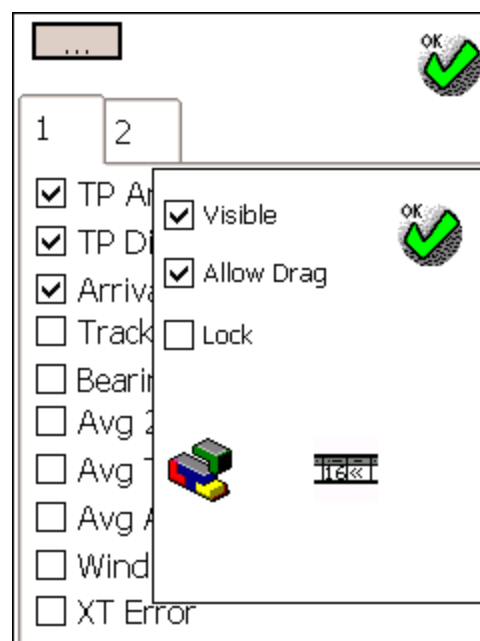 ...
OK
1
2
TP Ar
TP Di
Arriva
Track
Bearin
Avg 2
Avg T
Avg A
Wind
XT Error
Visible
OK
Allow Drag
Lock
16«